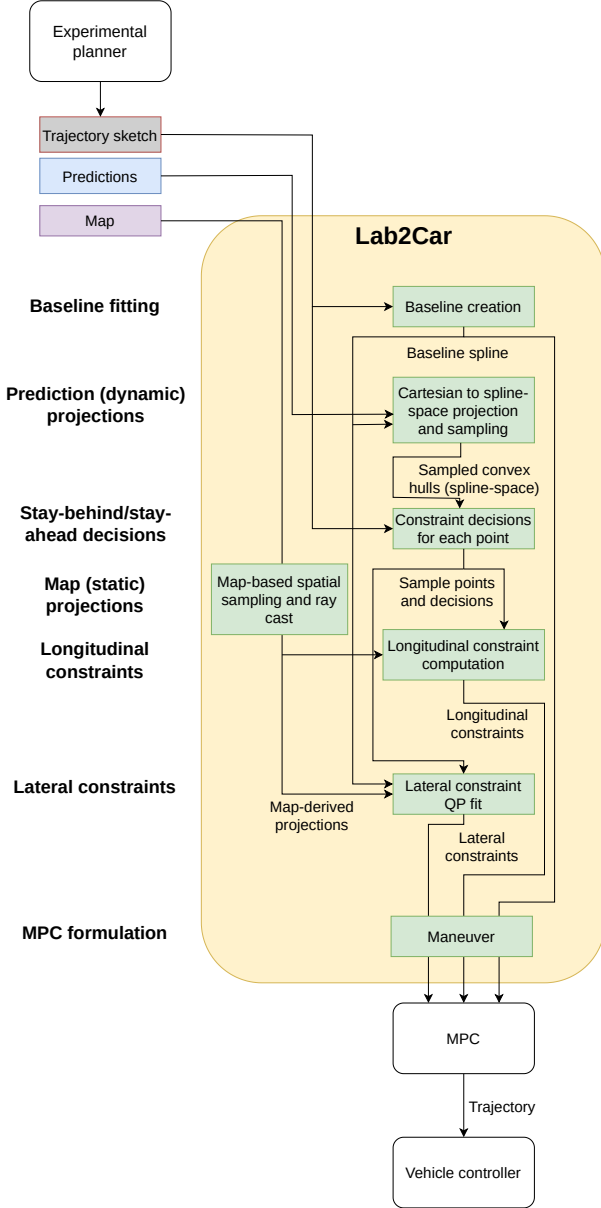 Experimental
planner
Trajectory sketch
Predictions
Map
Lab2Car
Baseline fitting
Baseline creation
Baseline spline
Prediction (dynamic)
projections
Cartesian to spline-
space projection
and sampling
Sampled convex
hulls (spline-space)
Stay-behind/stay-
ahead decisions
Constraint decisions
for each point
Map (static)
projections
Map-based spatial
sampling and ray
cast
Sample points
and decisions
Longitudinal
constraints
Longitudinal constraint
computation
Longitudinal
constraints
Lateral constraints
Lateral constraint
QP fit
Map-derived
projections
Lateral
constraints
MPC formulation
Maneuver
MPC
Trajectory
Vehicle controller